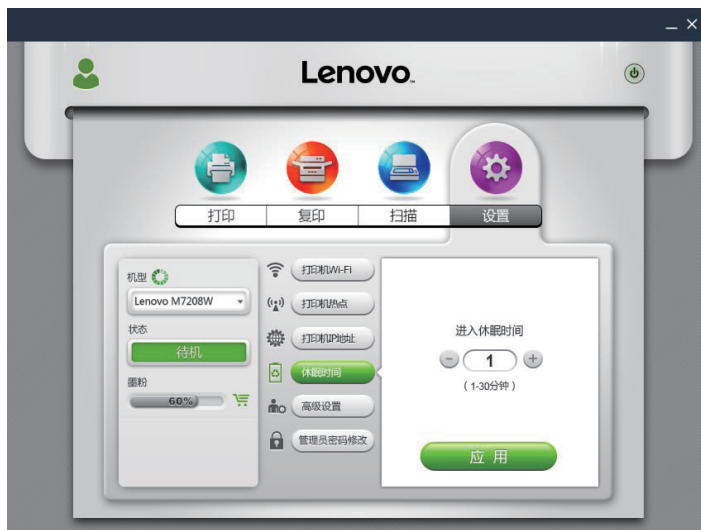 Lenovo
打印
复印
扫描
设置
机型
Lenovo M7208W
状态
待机
墨粉
60%
打印机Wi-Fi
打印机热点
打印机IP地址
休眠时间
高级设置
管理员密码修改
进入休眠时间
1
(1-30分钟)
应用